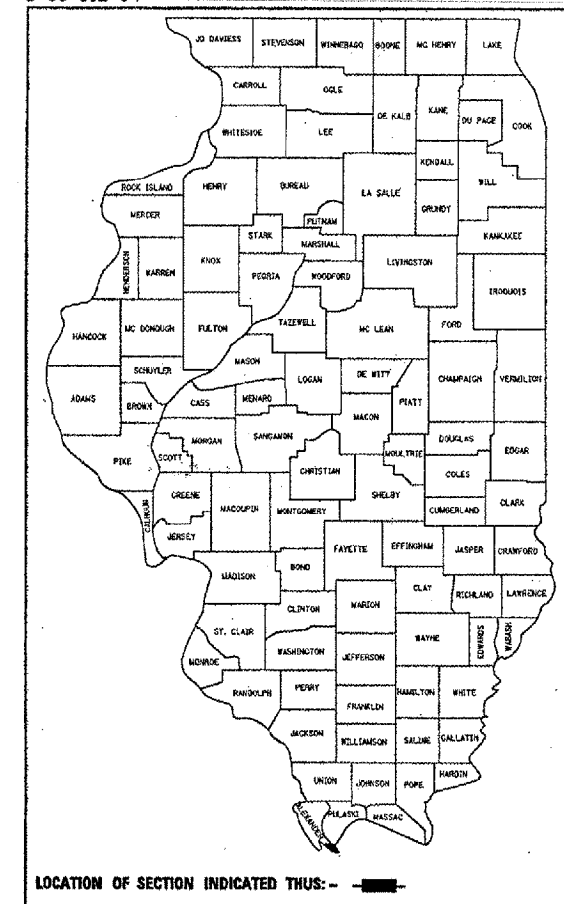 JO DAVIESS STEVENSON WINNEBAGO BOONE MC HENRY LAKE
CARROLL OGLE
DE KALB KANE DU PAGE COOK
WHITESIDE LEE
KENDALL
ROCK ISLAND HENRY BUREAU LA SALLE WILL
MERCER PUTNAM GRUNDY
STARK MARSHALL KANKAKEE
HENDERSON WARREN KNOX PEORIA WOODFORD LIVINGSTON IROQUOIS
HANCOCK MC DONOUGH FULTON TAZEWELL MC LEAN FORD
MASON
SCHUYLER LOGAN DE WITT CHAMPAIGN VERMILION
ADAMS BROWN CASS MENARD PIATT
MACON
MORGAN SANGAMON DOUGLAS
PIKE SCOTT CHRISTIAN MOULTRIE EDGAR
COLES
GREENE MACOUPIN MONTGOMERY SHELBY
CALHOUN CUMBERLAND CLARK
JERSEY FAYETTE EFFINGHAM JASPER CRAWFORD
MADISON BOND
CLAY RICHLAND LAWRENCE
CLINTON MARION
ST. CLAIR WAYNE EDWARDS WABASH
WASHINGTON JEFFERSON
MONROE
RANDOLPH PERRY HAMILTON WHITE
FRANKLIN
JACKSON WILLIAMSON SALINE GALLATIN
UNION JOHNSON POPE HARDIN
ALEXANDER PULASKI MASSAC
LOCATION OF SECTION INDICATED THUS: -